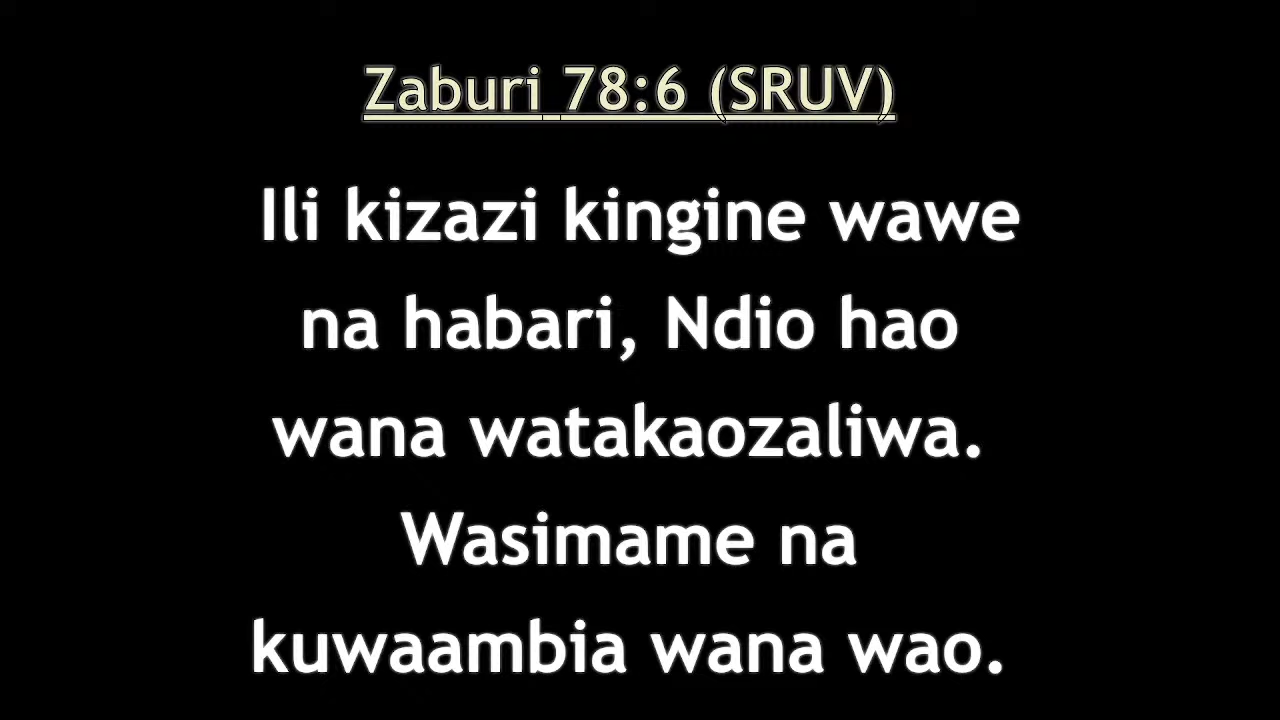 Zaburi 78:6 (SRUV)
Ili kizazi kingine wawe
na habari, Ndio hao
wana watakaozaliwa.
Wasimame na
kuwaambia wana wao.